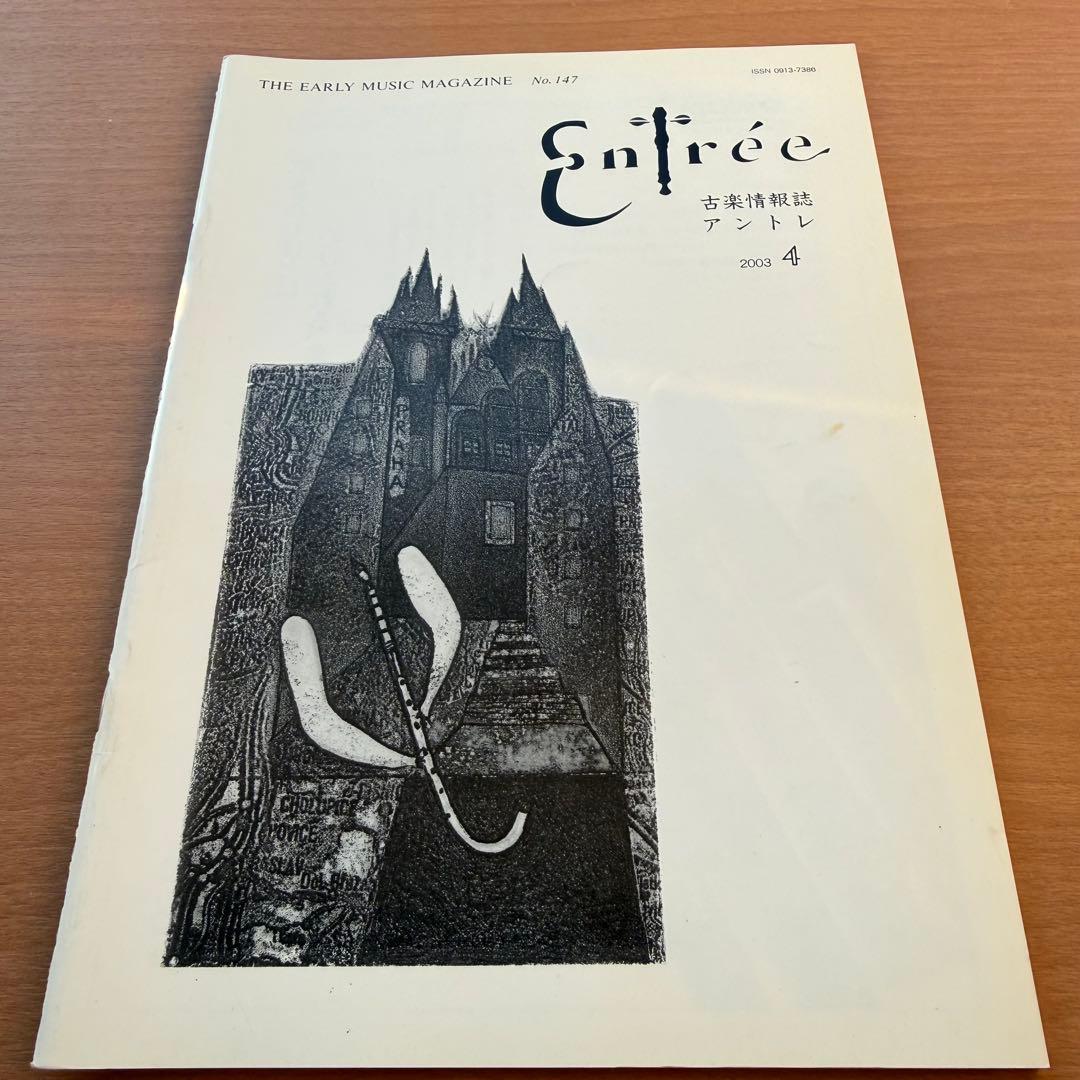 THE EARLY MUSIC MAGAZINE No. 147
ISSN 0913-7386
Entrée
古楽情報誌
アントレ
2003 4
PRAHA